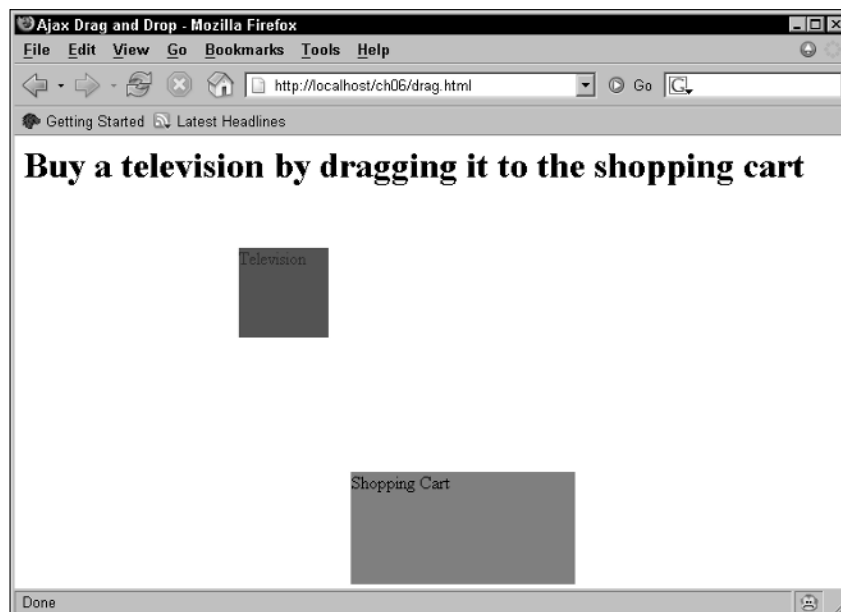 Ajax Drag and Drop - Mozilla Firefox
File Edit View Go Bookmarks Tools Help
http://localhost/ch06/drag.html Go G
Getting Started Latest Headlines
Buy a television by dragging it to the shopping cart
Television
Shopping Cart
Done